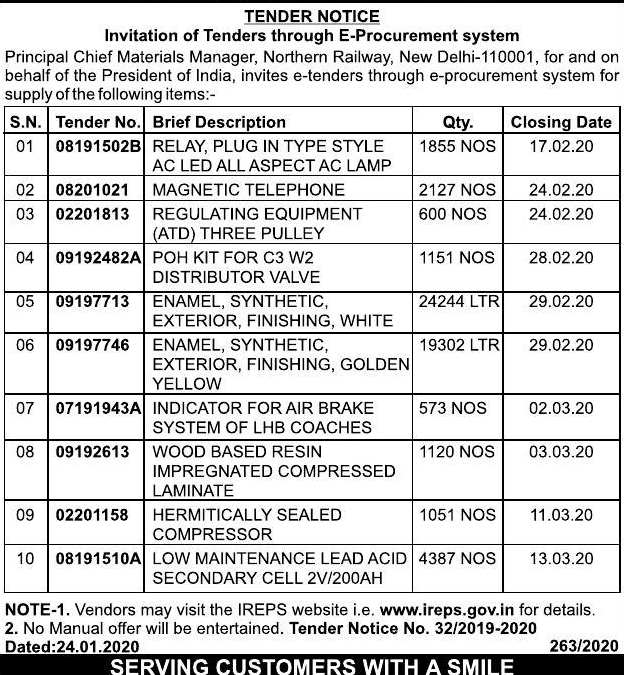 TENDER NOTICE
Invitation of Tenders through E-Procurement system
Principal Chief Materials Manager, Northern Railway, New Delhi-110001, for and on
behalf of the President of India, invites e-tenders through e-procurement system for
supply of the following items:-
S.N. Tender No. Brief Description Qty. Closing Date
01 08191502B RELAY, PLUG IN TYPE STYLE 1855 NOS 17.02.20
AC LED ALL ASPECT AC LAMP
02 08201021 MAGNETIC TELEPHONE 2127 NOS 24.02.20
03 02201813 REGULATING EQUIPMENT 600 NOS 24.02.20
(ATD) THREE PULLEY
04 09192482A POH KIT FOR C3 W2 1151 NOS 28.02.20
DISTRIBUTOR VALVE
05 09197713 ENAMEL, SYNTHETIC, 24244 LTR 29.02.20
EXTERIOR, FINISHING, WHITE
06 09197746 ENAMEL, SYNTHETIC, 19302 LTR 29.02.20
EXTERIOR, FINISHING, GOLDEN
YELLOW
07 07191943A INDICATOR FOR AIR BRAKE 573 NOS 02.03.20
SYSTEM OF LHB COACHES
08 09192613 WOOD BASED RESIN 1120 NOS 03.03.20
IMPREGNATED COMPRESSED
LAMINATE
09 02201158 HERMITICALLY SEALED 1051 NOS 11.03.20
COMPRESSOR
10 08191510A LOW MAINTENANCE LEAD ACID 4387 NOS 13.03.20
SECONDARY CELL 2V/200AH
NOTE-1. Vendors may visit the IREPS website i.e. www.ireps.gov.in for details.
2. No Manual offer will be entertained. Tender Notice No. 32/2019-2020
Dated:24.01.2020 263/2020
SERVING CUSTOMERS WITH A SMILE